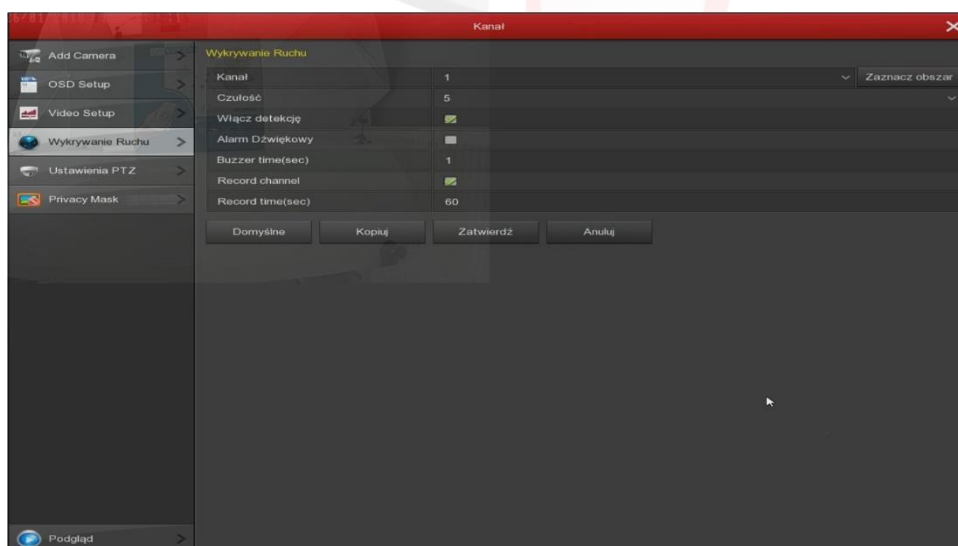 Kanał
Add Camera
OSD Setup
Video Setup
Wykrywanie Ruchu
Ustawienia PTZ
Privacy Mask
Podgląd
Wykrywanie Ruchu
Kanał 1 Zaznacz obszar
Czułość 5
Włącz detekcję
Alarm Dźwiękowy
Buzzer time(sec) 1
Record channel
Record time(sec) 60
Domyślne Kopiuj Zatwierdź Anuluj